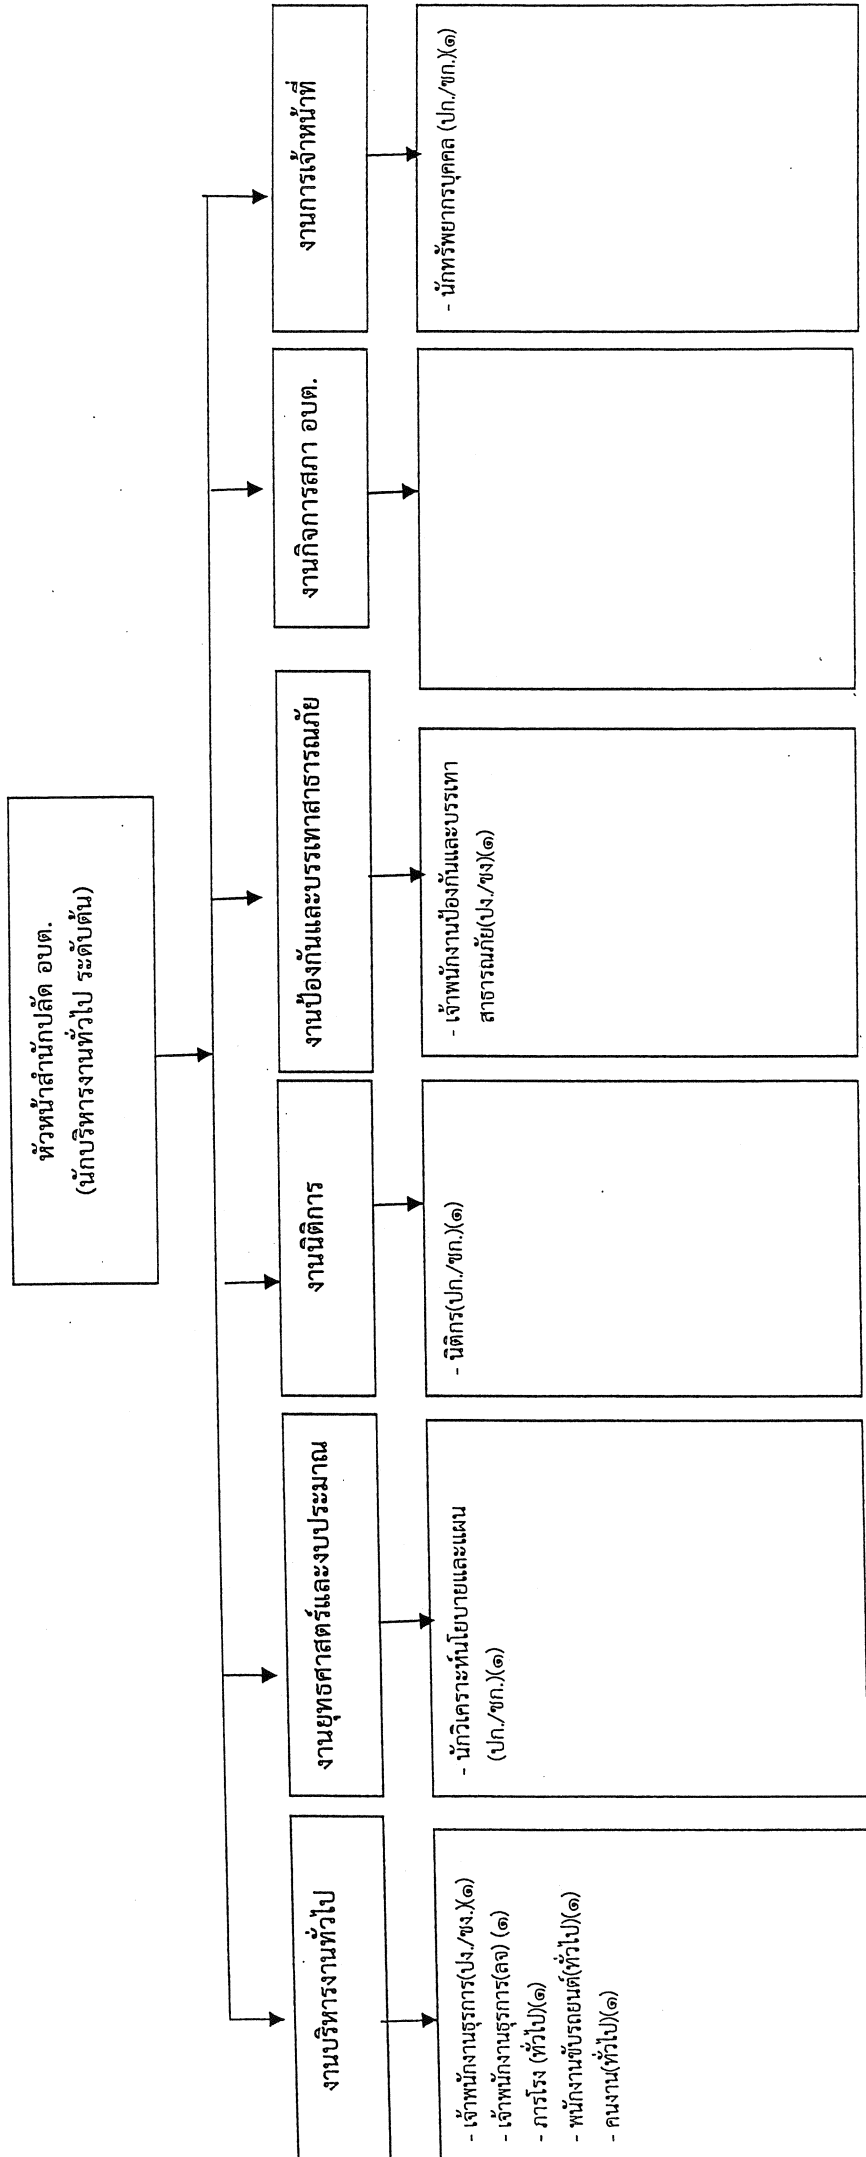 หัวหน้าสำนักปลัด อบต.
(นักบริหารงานทั่วไป ระดับต้น)
งานบริหารงานทั่วไป
- เจ้าพนักงานธุรการ(ปง./ชง.)(๑)
- เจ้าพนักงานธุรการ(ลจ) (๑)
- ภารโรง (ทั่วไป)(๑)
- พนักงานขับรถยนต์(ทั่วไป)(๑)
- คนงาน(ทั่วไป)(๑)
งานยุทธศาสตร์และงบประมาณ
- นักวิเคราะห์นโยบายและแผน
(ปก./ชก.)(๑)
งานนิติการ
- นิติกร(ปก./ชก.)(๑)
งานป้องกันและบรรเทาสาธารณภัย
- เจ้าพนักงานป้องกันและบรรเทา
สาธารณภัย(ปง./ชง)(๑)
งานกิจการสภา อบต.
งานการเจ้าหน้าที่
- นักทรัพยากรบุคคล (ปก./ชก.)(๑)